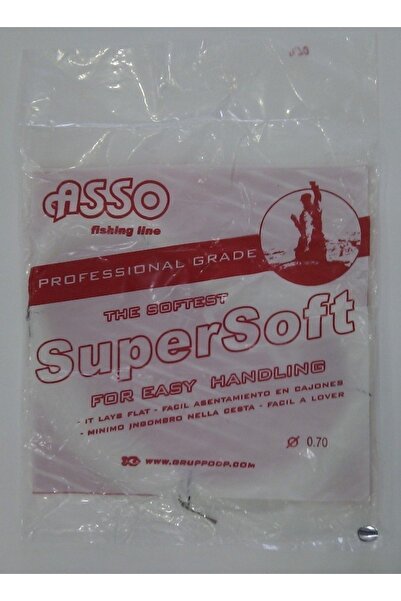 ASSO
fishing line
PROFESSIONAL GRADE
THE SOFTEST
SuperSoft
FOR EASY HANDLING
- IT LAYS FLAT - FACIL ASENTAMIENTO EN CAJONES
- MINIMO INGOMBRO NELLA CESTA - FACIL A LOVER
Ø 0.70
WWW.GRUPPODP.COM